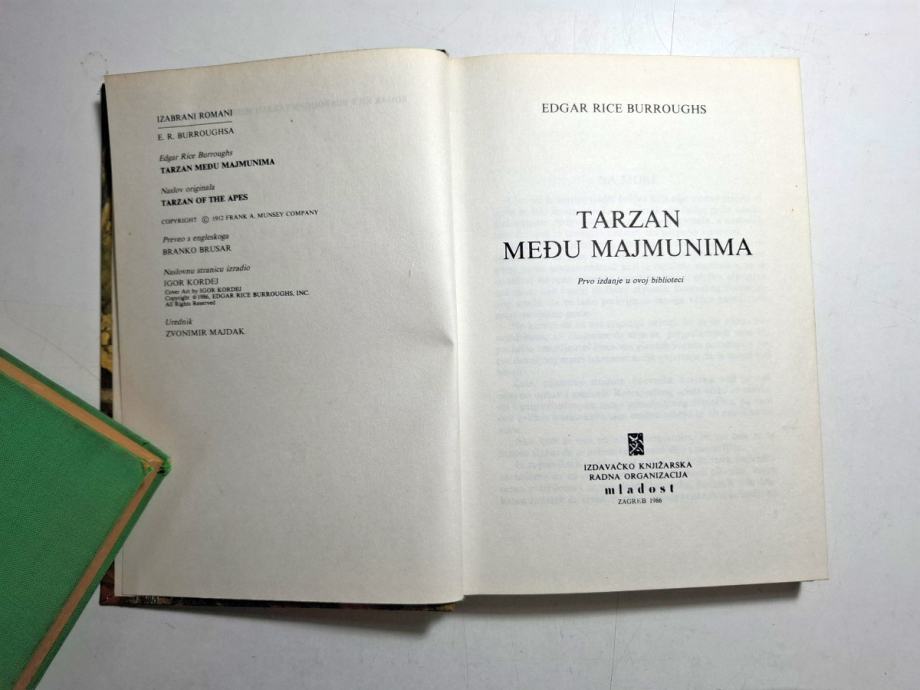 IZABRANI ROMANI
E. R. BURROUGHSA
Edgar Rice Burroughs
TARZAN MEĐU MAJMUNIMA
Naslov originala
TARZAN OF THE APES
COPYRIGHT © 1912 FRANK A. MUNSEY COMPANY
Preveo s engleskoga
BRANKO BRUSAR
Naslovnu stranicu izradio
IGOR KORDEJ
Cover Art by IGOR KORDEJ
Copyright © 1986, EDGAR RICE BURROUGHS, INC.
All Rights Reserved
Urednik
ZVONIMIR MAJDAK
EDGAR RICE BURROUGHS
TARZAN
MEĐU MAJMUNIMA
Prvo izdanje u ovoj biblioteci
IZDAVAČKO KNJIŽARSKA
RADNA ORGANIZACIJA
mladost
ZAGREB 1986